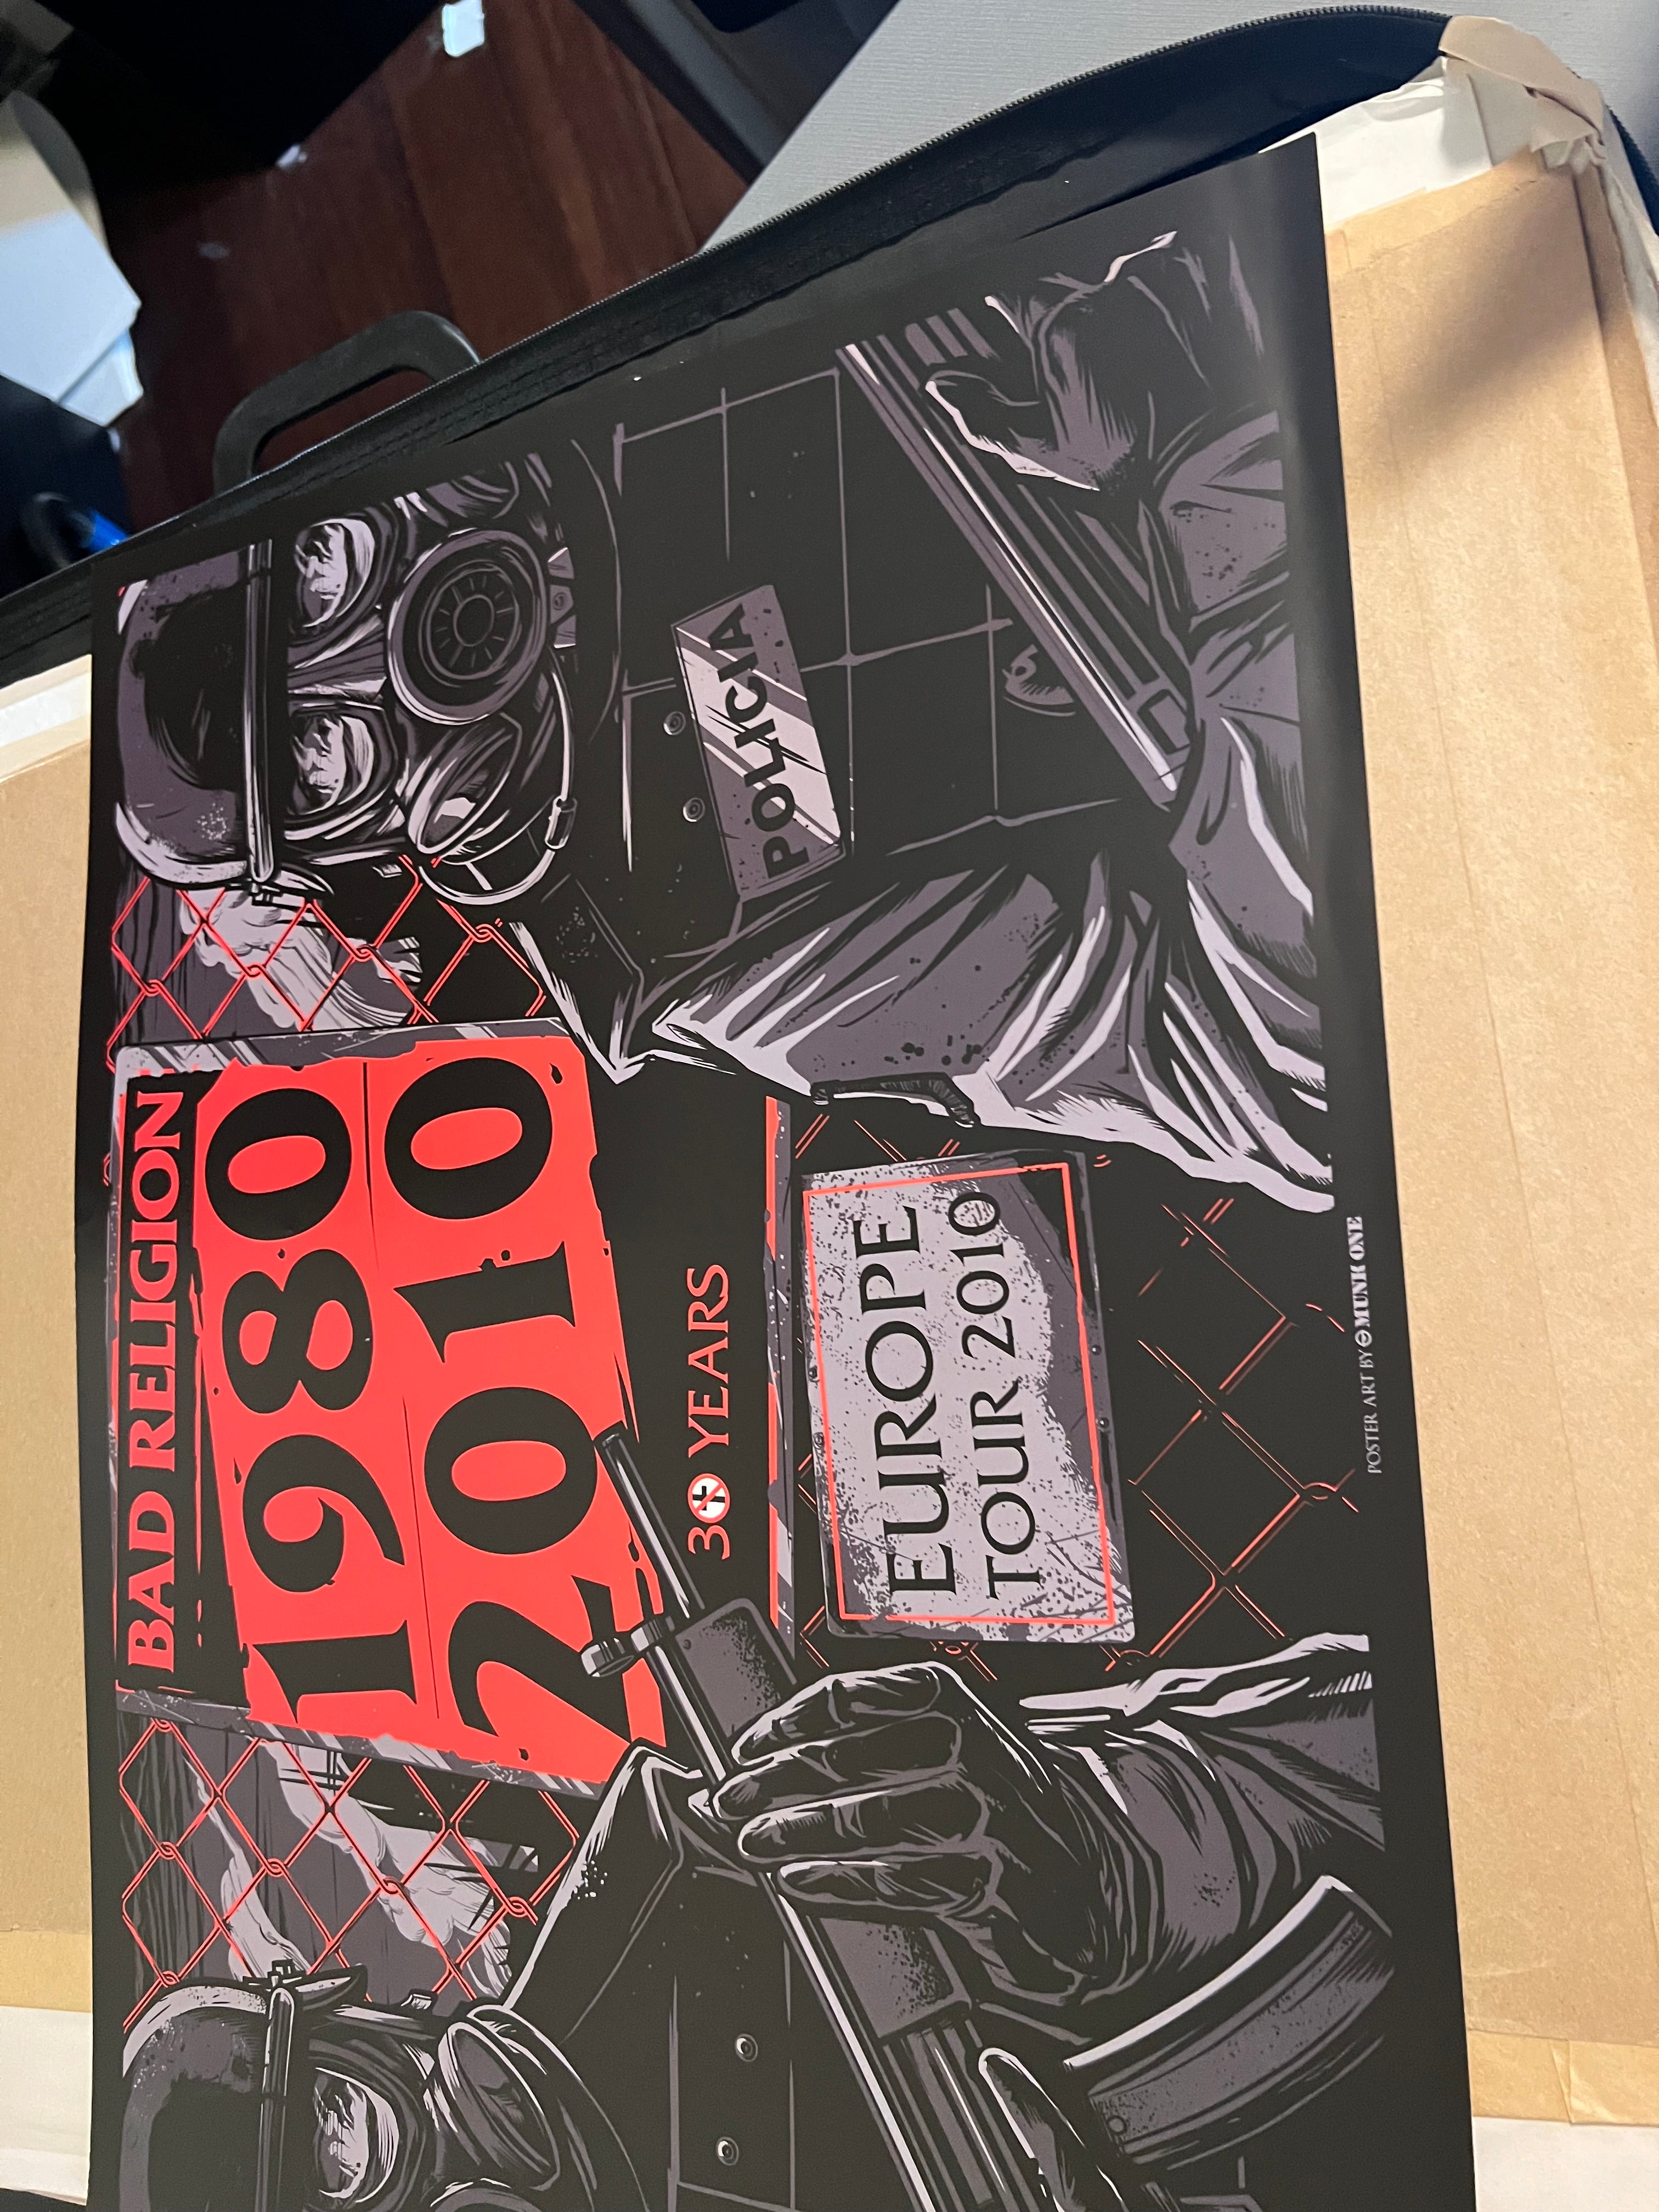 BAD RELIGION
1980
2010
30 YEARS
EUROPE
TOUR 2010
POLICIA
POSTER ART BY MUNK ONE